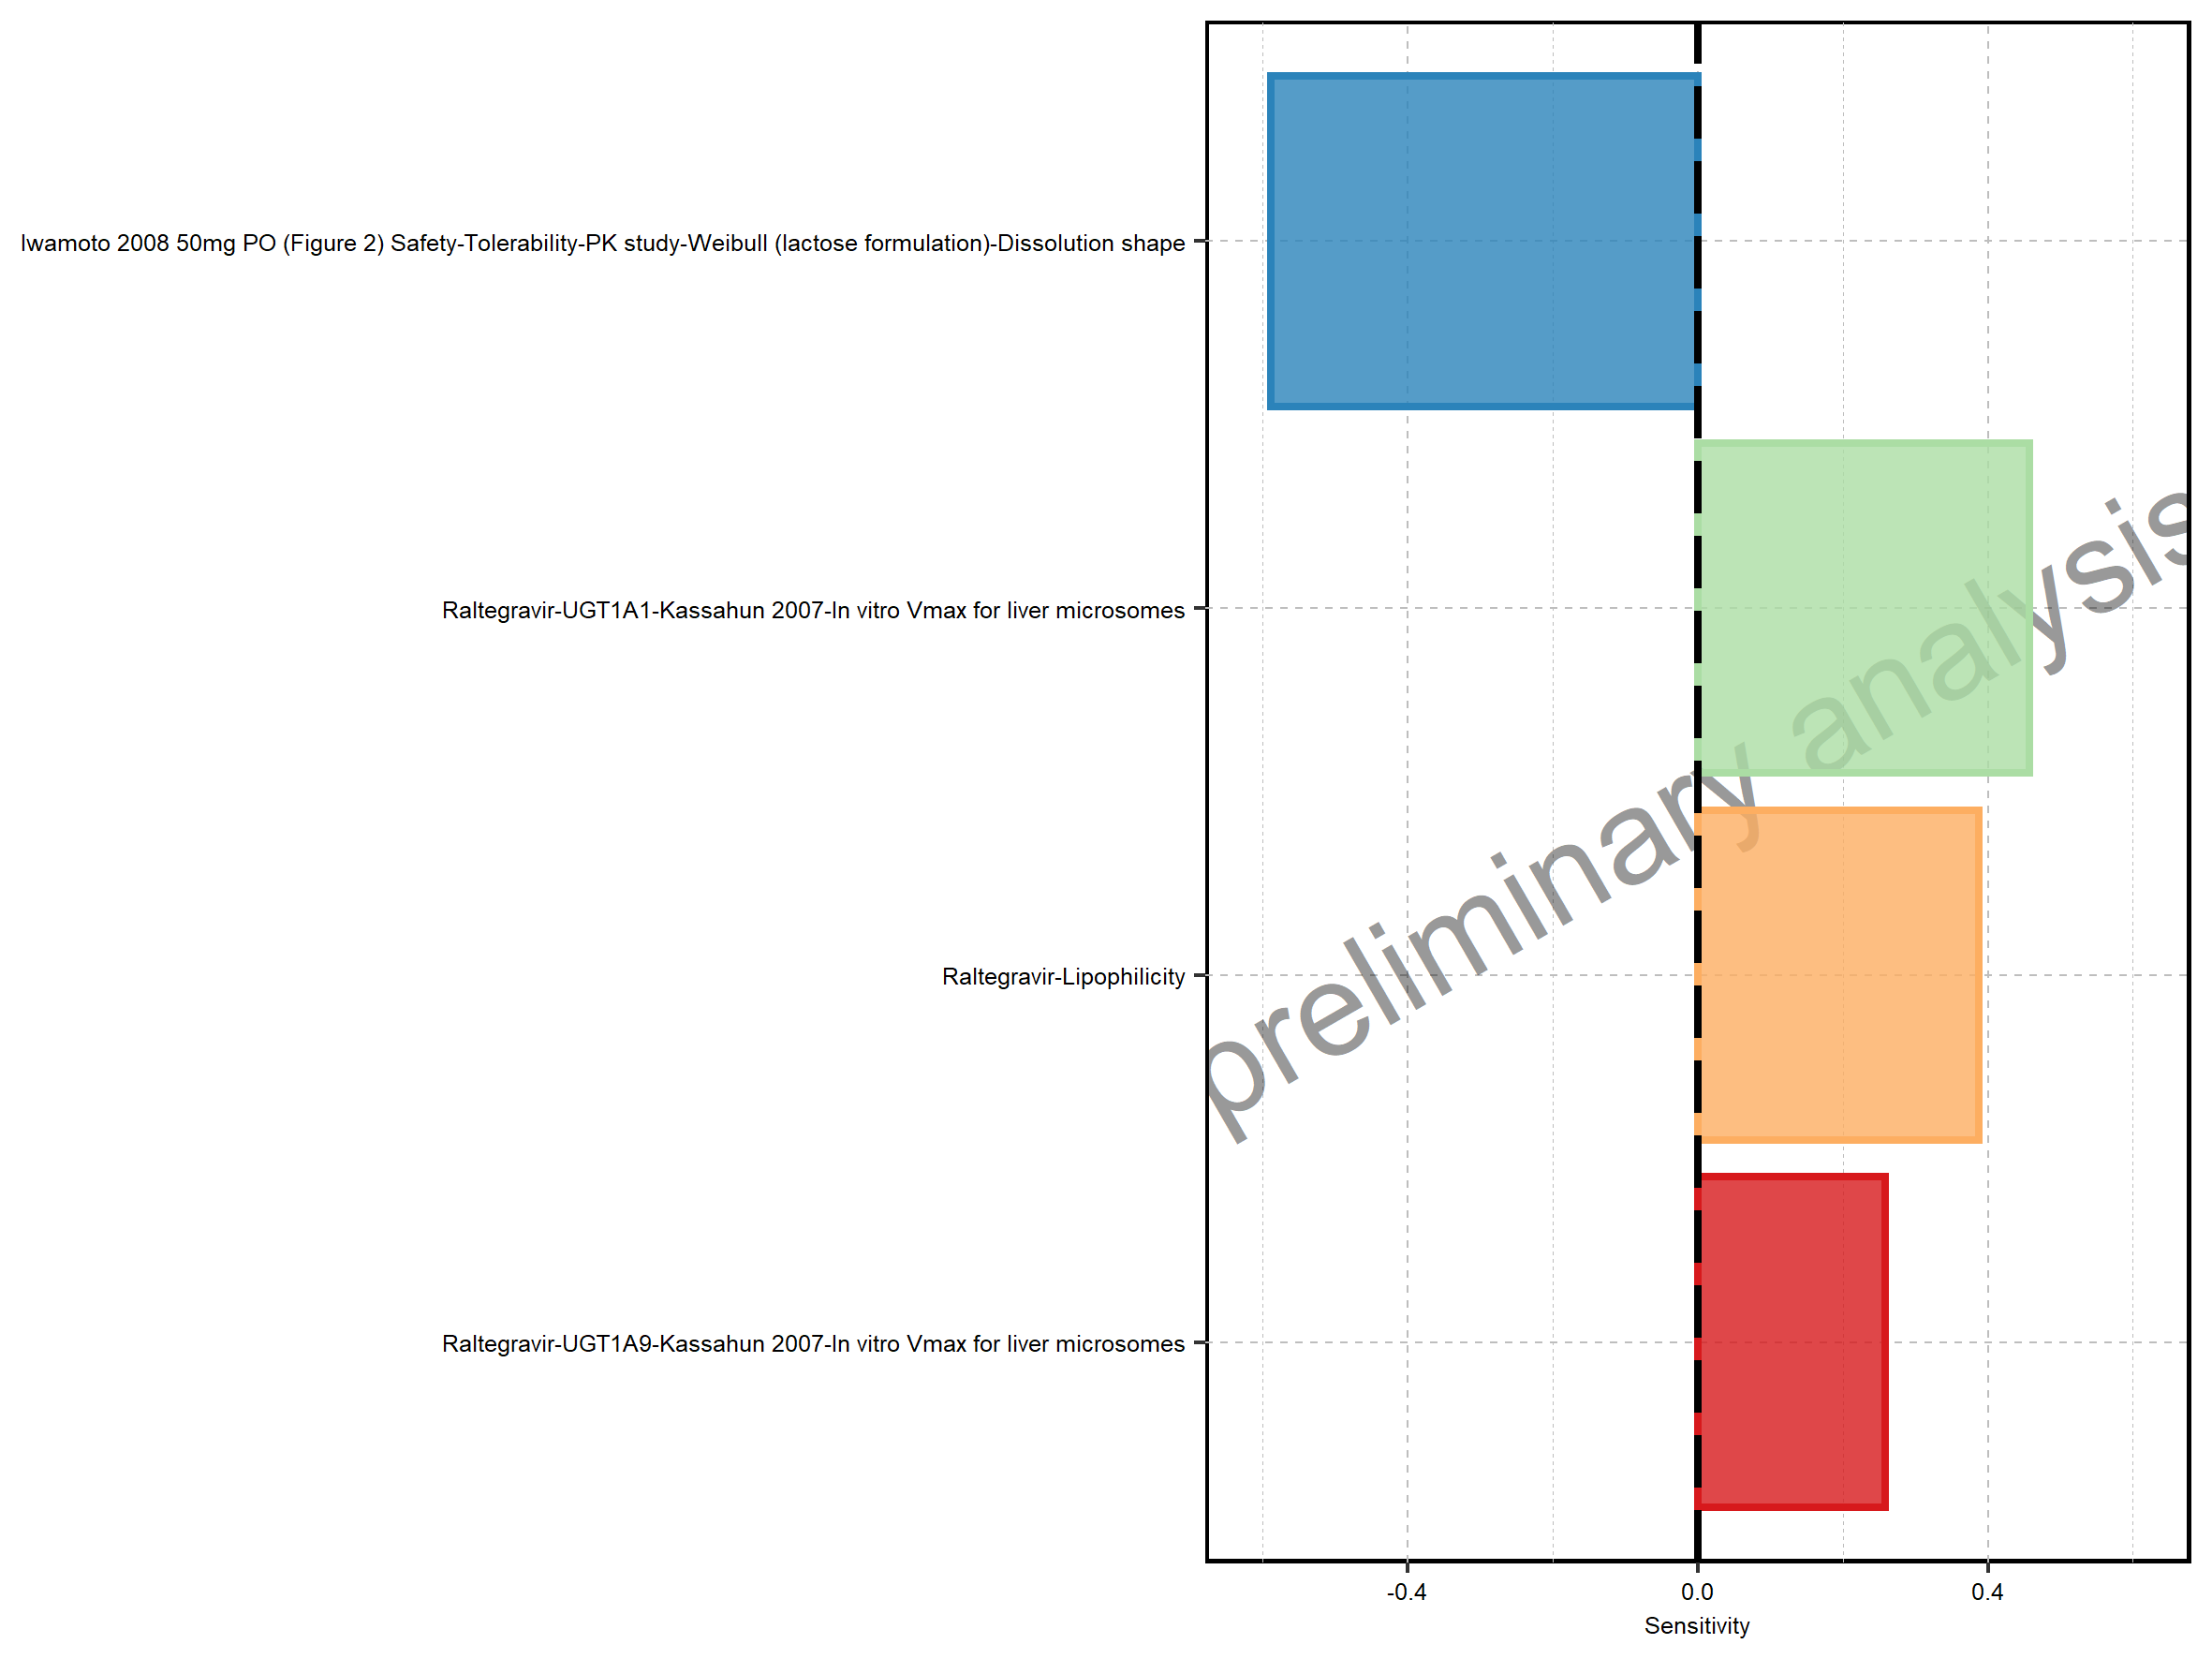 Iwamoto 2008 50mg PO (Figure 2) Safety-Tolerability-PK study-Weibull (lactose formulation)-Dissolution shape
Raltegravir-UGT1A1-Kassahun 2007-In vitro Vmax for liver microsomes
Raltegravir-Lipophilicity
Raltegravir-UGT1A9-Kassahun 2007-In vitro Vmax for liver microsomes
preliminary analysis
-0.4 0.0 0.4
Sensitivity